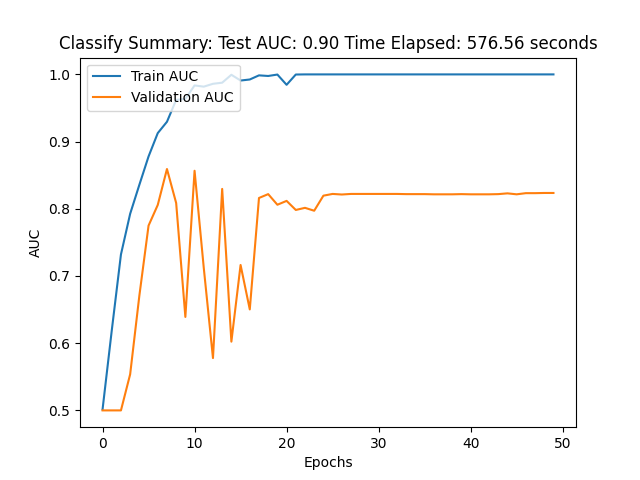 Classify Summary: Test AUC: 0.90 Time Elapsed: 576.56 seconds
Train AUC
Validation AUC
1.0
0.9
0.8
0.7
0.6
0.5
AUC
0 10 20 30 40 50
Epochs